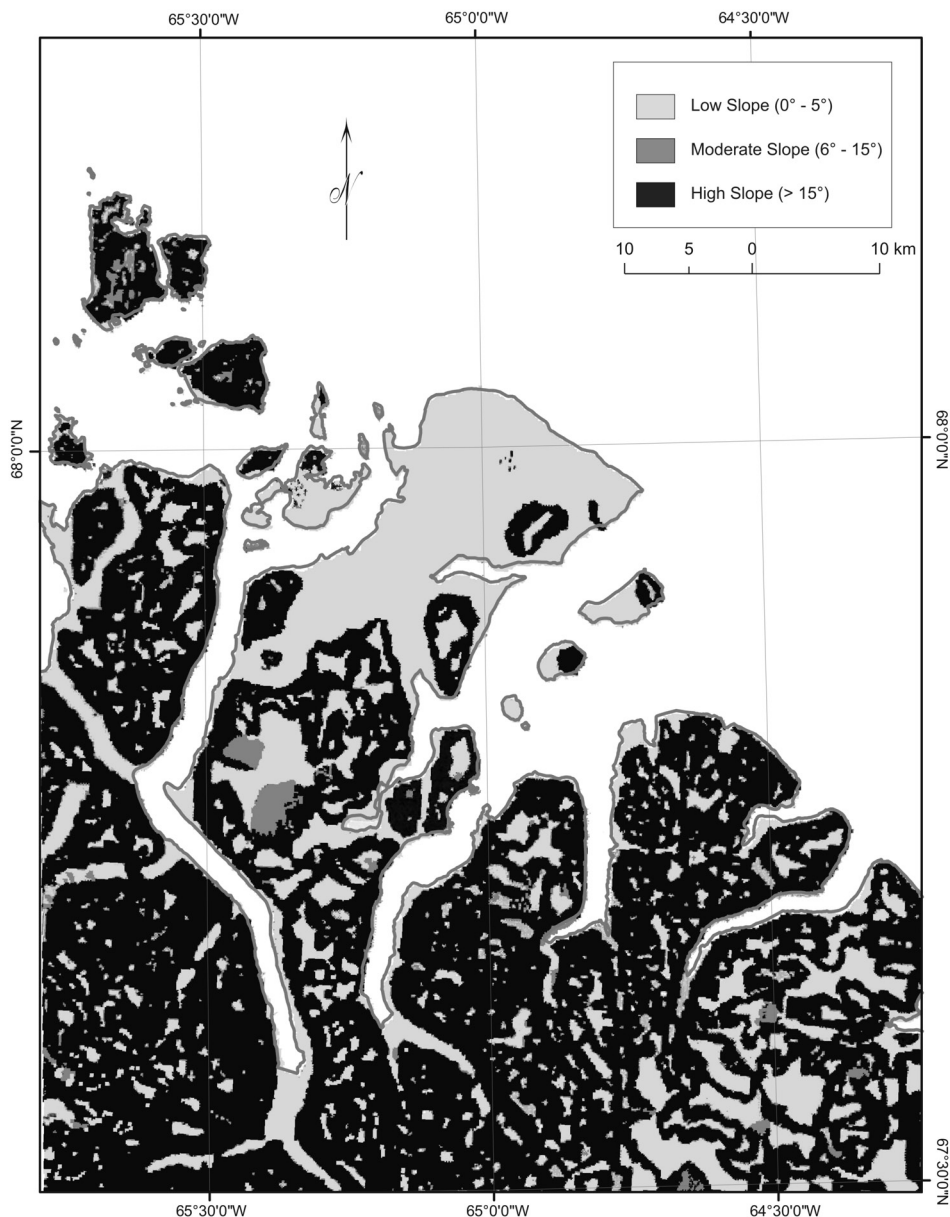 65°30'0"W 65°0'0"W 64°30'0"W
Low Slope (0° - 5°)
Moderate Slope (6° - 15°)
High Slope (> 15°)
10 5 0 10 km
N
68°0'0"N 68°0'0"N
67°30'0"N
65°30'0"W 65°0'0"W 64°30'0"W